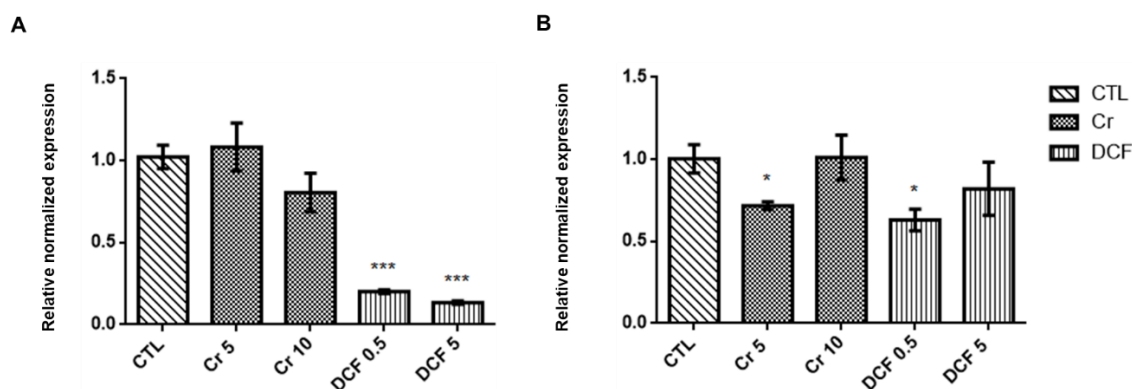 A
Relative normalized expression
1.5
1.0
0.5
0.0
***
***
CTL
Cr 5
Cr 10
DCF 0.5
DCF 5
B
Relative normalized expression
1.5
1.0
0.5
0.0
*
*
CTL
Cr 5
Cr 10
DCF 0.5
DCF 5
CTL
Cr
DCF